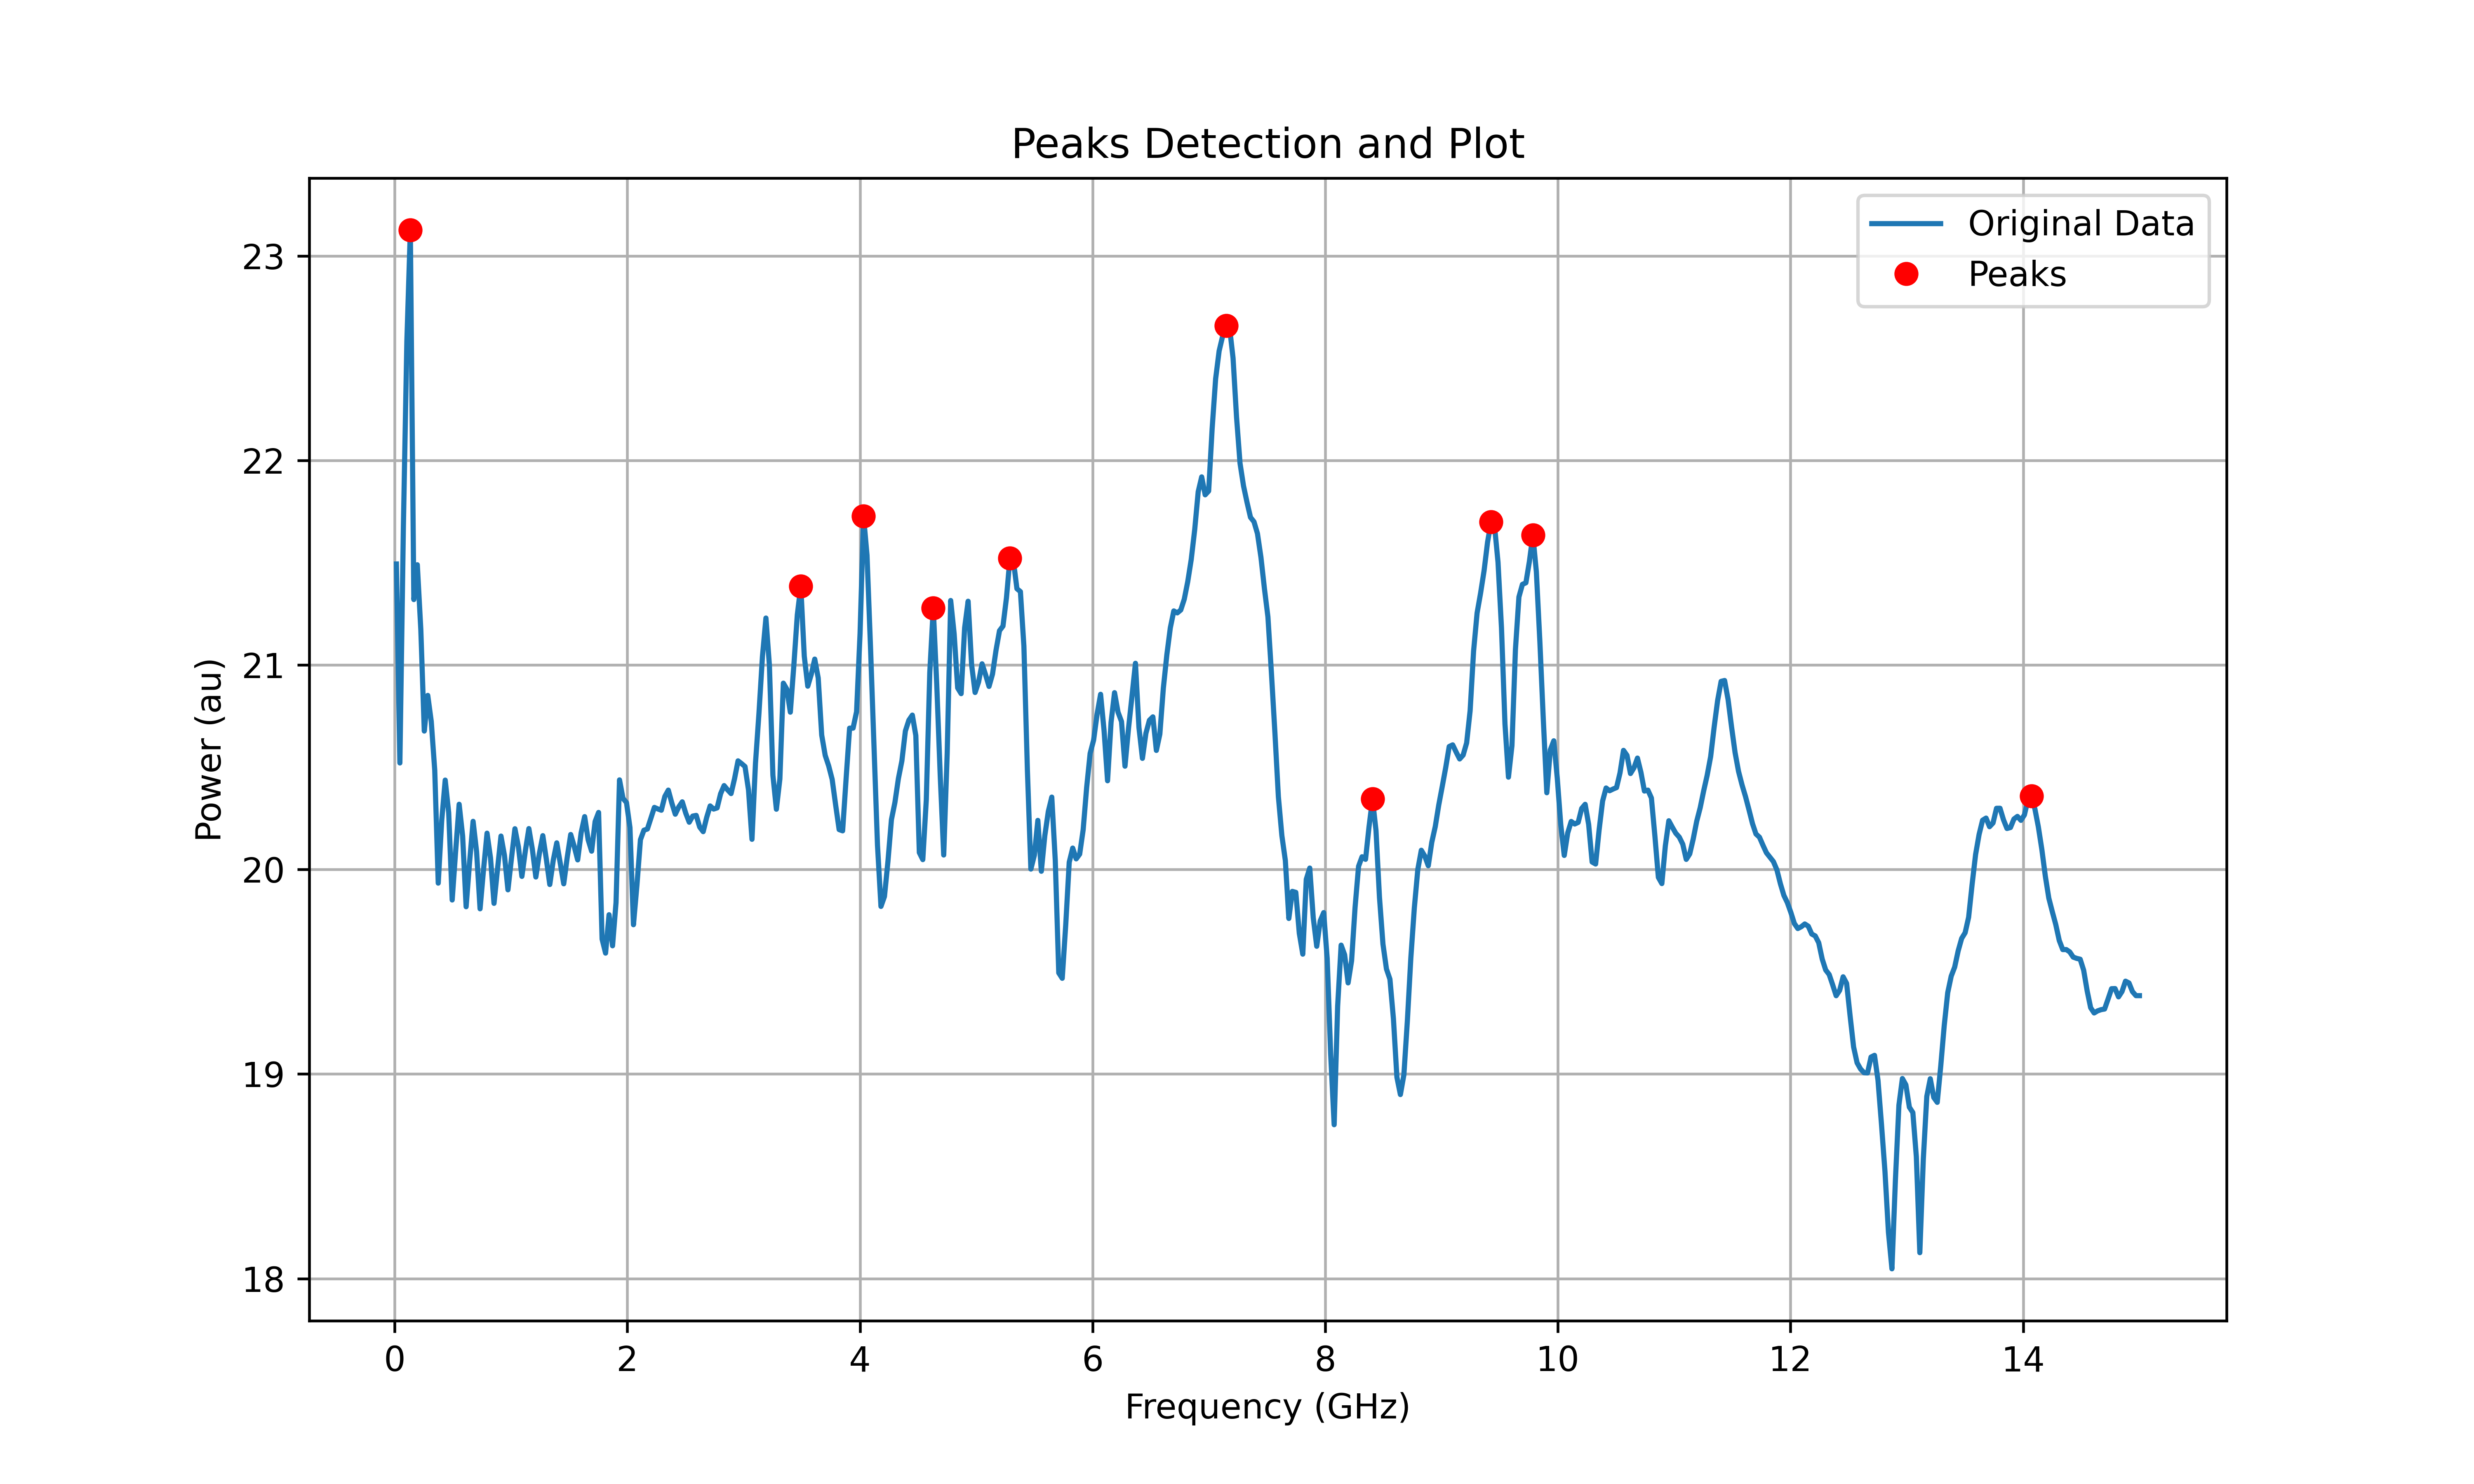 Peaks Detection and Plot
Original Data
Peaks
Power (au)
23
22
21
20
19
18
0 2 4 6 8 10 12 14
Frequency (GHz)